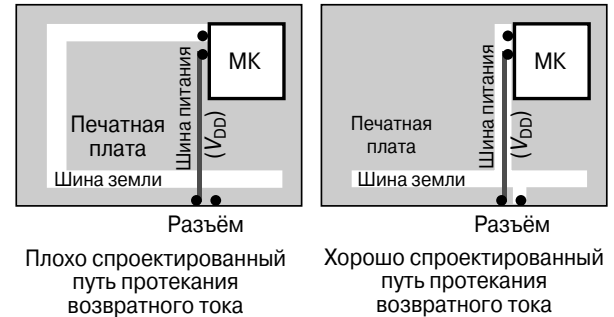 МК
Шина питания
(VDD)
Печатная
плата
Шина земли
Разъём
Плохо спроектированный
путь протекания
возвратного тока
МК
Шина питания
(VDD)
Печатная
плата
Шина земли
Разъём
Хорошо спроектированный
путь протекания
возвратного тока